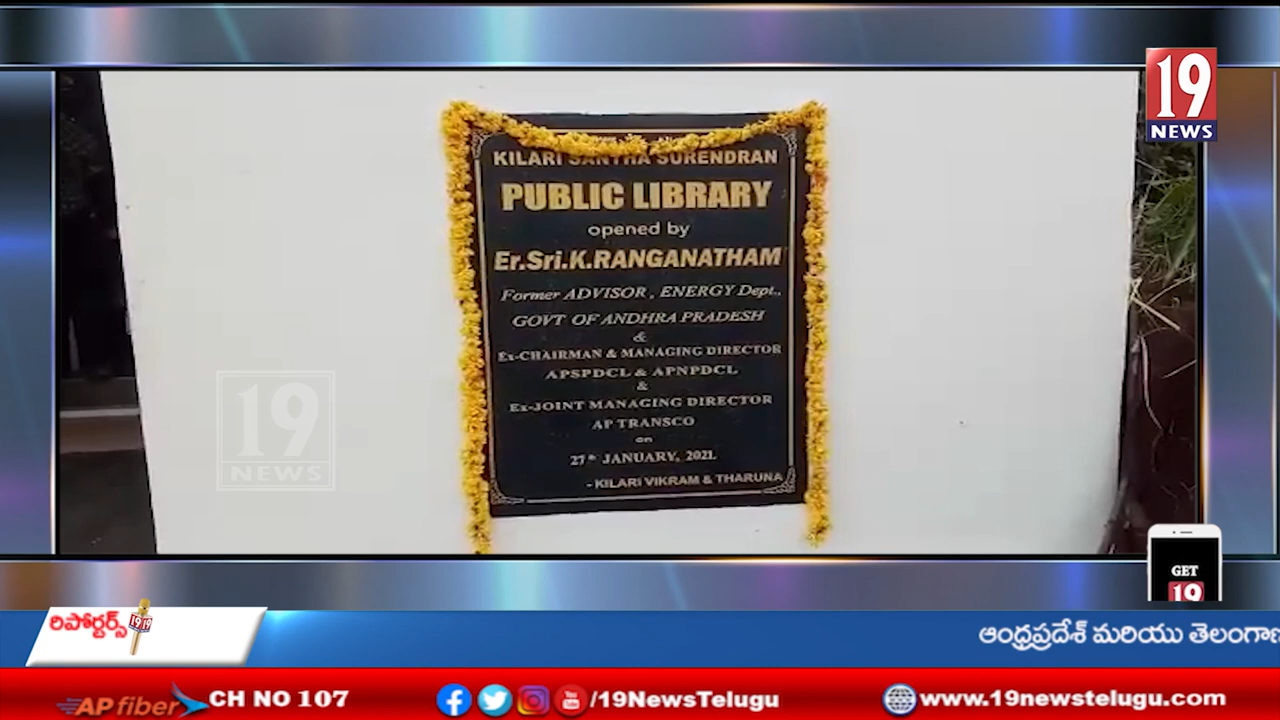 19
NEWS
KILARI SANTHA SURENDRAN
PUBLIC LIBRARY
opened by
Er.Sri.K.RANGANATHAM
Former ADVISOR, ENERGY Dept.,
GOVT OF ANDHRA PRADESH
&
Ex-CHAIRMAN & MANAGING DIRECTOR
APSPDCL & APNPDCL
&
Ex-JOINT MANAGING DIRECTOR
AP TRANSCO
on
27th JANUARY, 2021.
- KILARI VIKRAM & THARUNA
19
NEWS
GET
19
రిపోర్టర్స్
19 19
ఆంధ్రప్రదేశ్ మరియు తెలంగాణ
AP fiber CH NO 107
/19NewsTelugu
www.19newstelugu.com